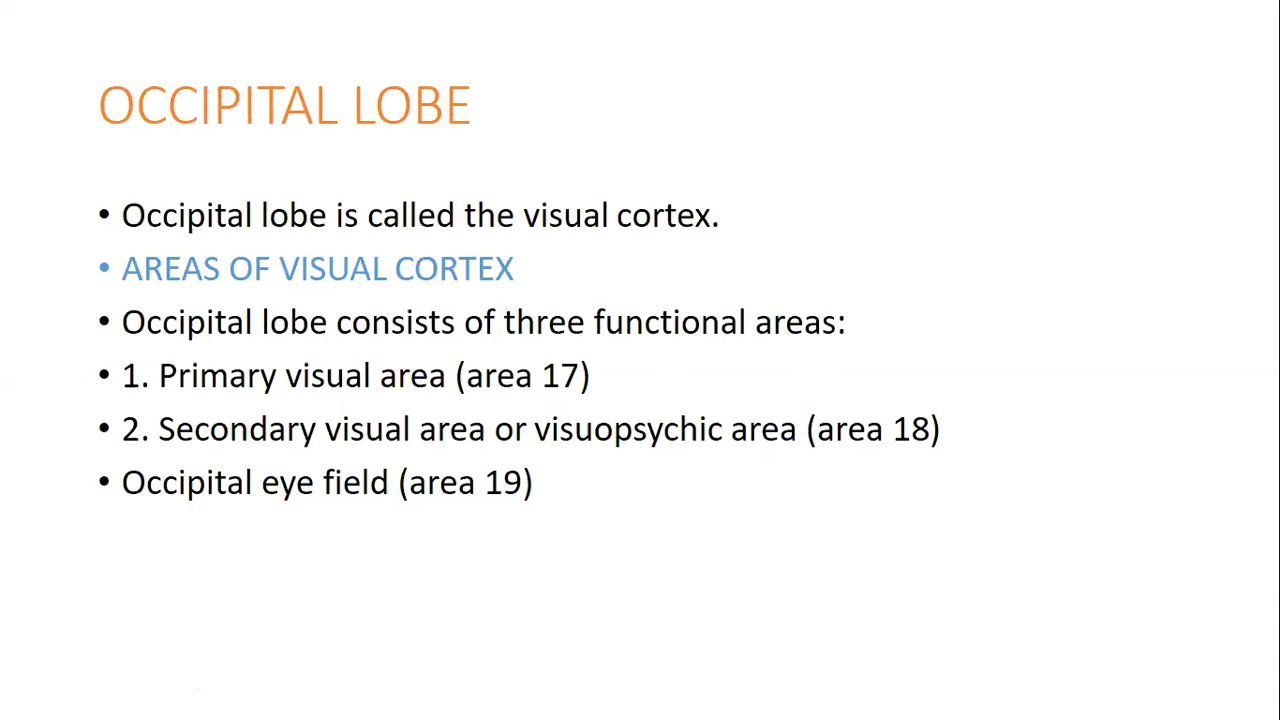 OCCIPITAL LOBE
• Occipital lobe is called the visual cortex.
• AREAS OF VISUAL CORTEX
• Occipital lobe consists of three functional areas:
• 1. Primary visual area (area 17)
• 2. Secondary visual area or visuopsychic area (area 18)
• Occipital eye field (area 19)